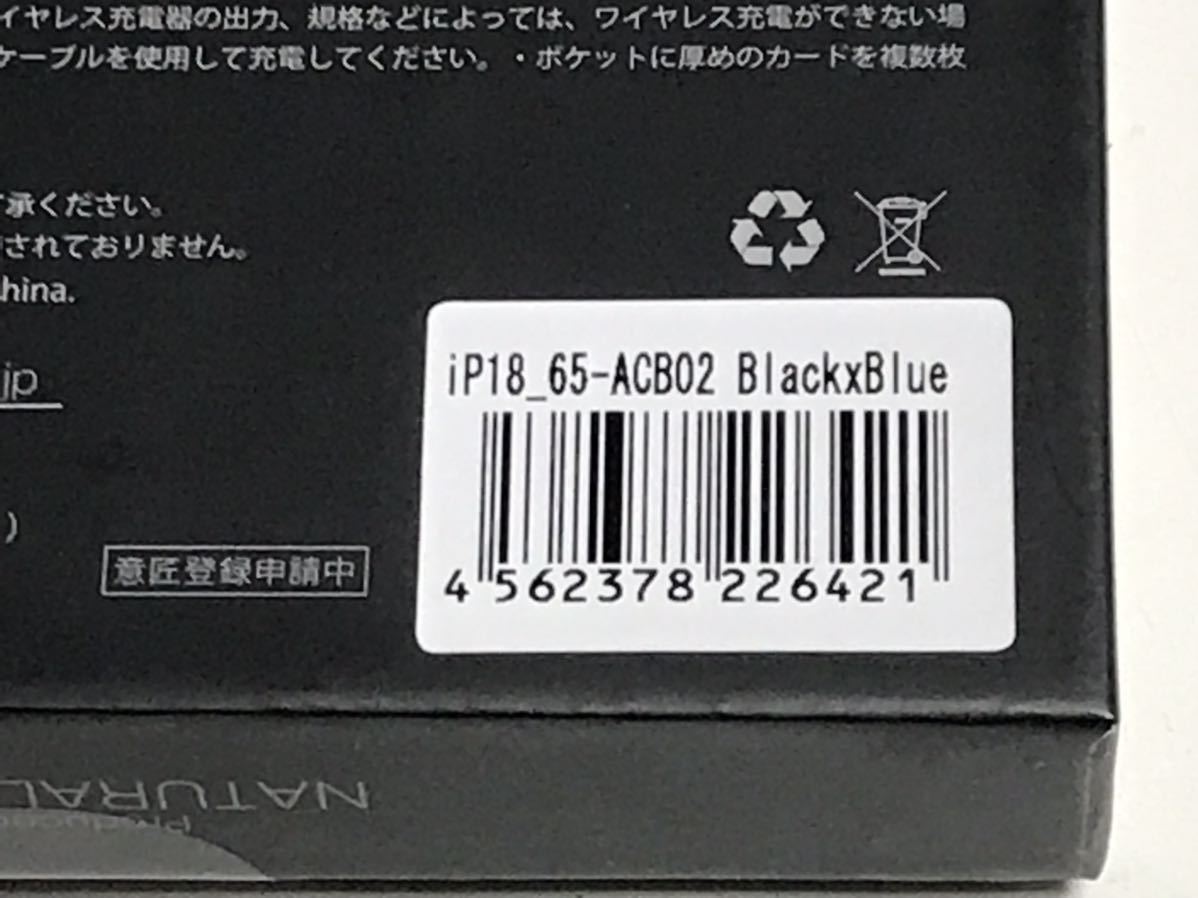 イヤレス充電器の出力、規格などによっては、ワイヤレス充電ができない場
ケーブルを使用して充電してください。・ポケットに厚めのカードを複数枚
承ください。
されておりません。
hina.
jp
)
意匠登録申請中
iP18_65-ACB02 BlackxBlue
4 562378 226421
NATURAL
Produc